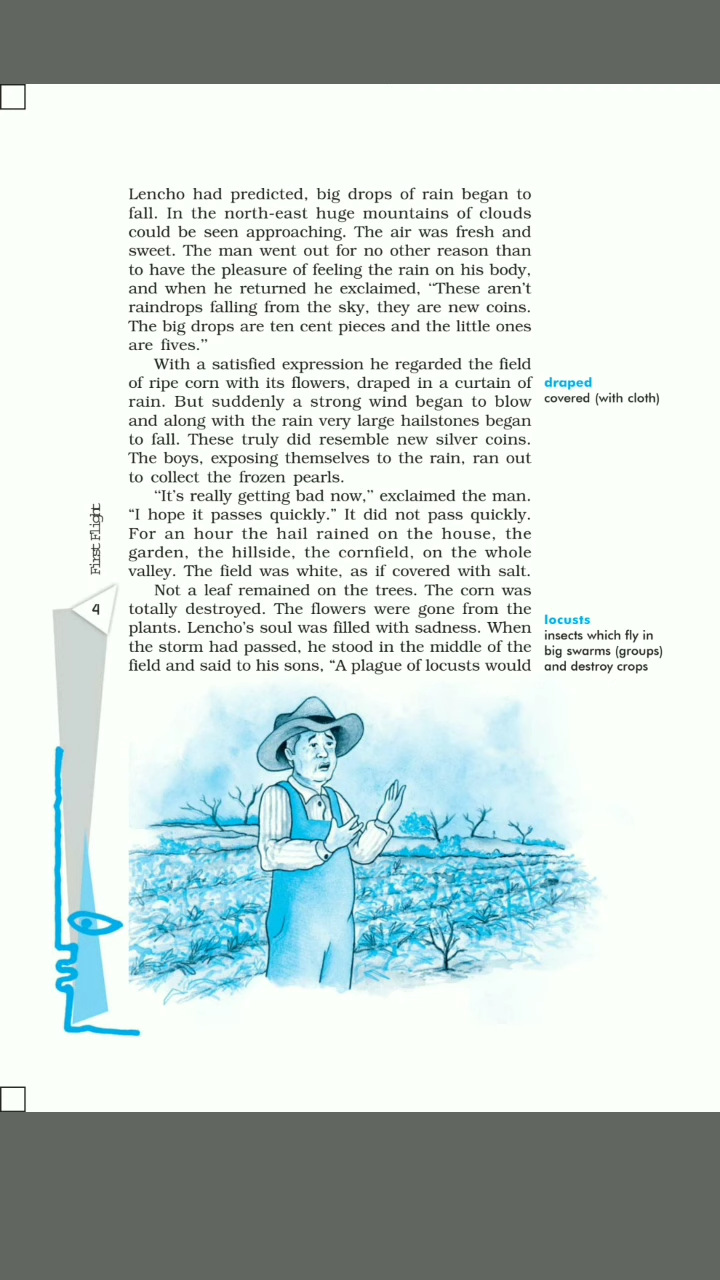 Lencho had predicted, big drops of rain began to
fall. In the north-east huge mountains of clouds
could be seen approaching. The air was fresh and
sweet. The man went out for no other reason than
to have the pleasure of feeling the rain on his body,
and when he returned he exclaimed, “These aren’t
raindrops falling from the sky, they are new coins.
The big drops are ten cent pieces and the little ones
are fives.”
With a satisfied expression he regarded the field
of ripe corn with its flowers, draped in a curtain of
rain. But suddenly a strong wind began to blow
and along with the rain very large hailstones began
to fall. These truly did resemble new silver coins.
The boys, exposing themselves to the rain, ran out
to collect the frozen pearls.
“It’s really getting bad now,” exclaimed the man.
“I hope it passes quickly.” It did not pass quickly.
For an hour the hail rained on the house, the
garden, the hillside, the cornfield, on the whole
valley. The field was white, as if covered with salt.
Not a leaf remained on the trees. The corn was
totally destroyed. The flowers were gone from the
plants. Lencho’s soul was filled with sadness. When
the storm had passed, he stood in the middle of the
field and said to his sons, “A plague of locusts would
draped
covered (with cloth)
locusts
insects which fly in
big swarms (groups)
and destroy crops
First Flight
4